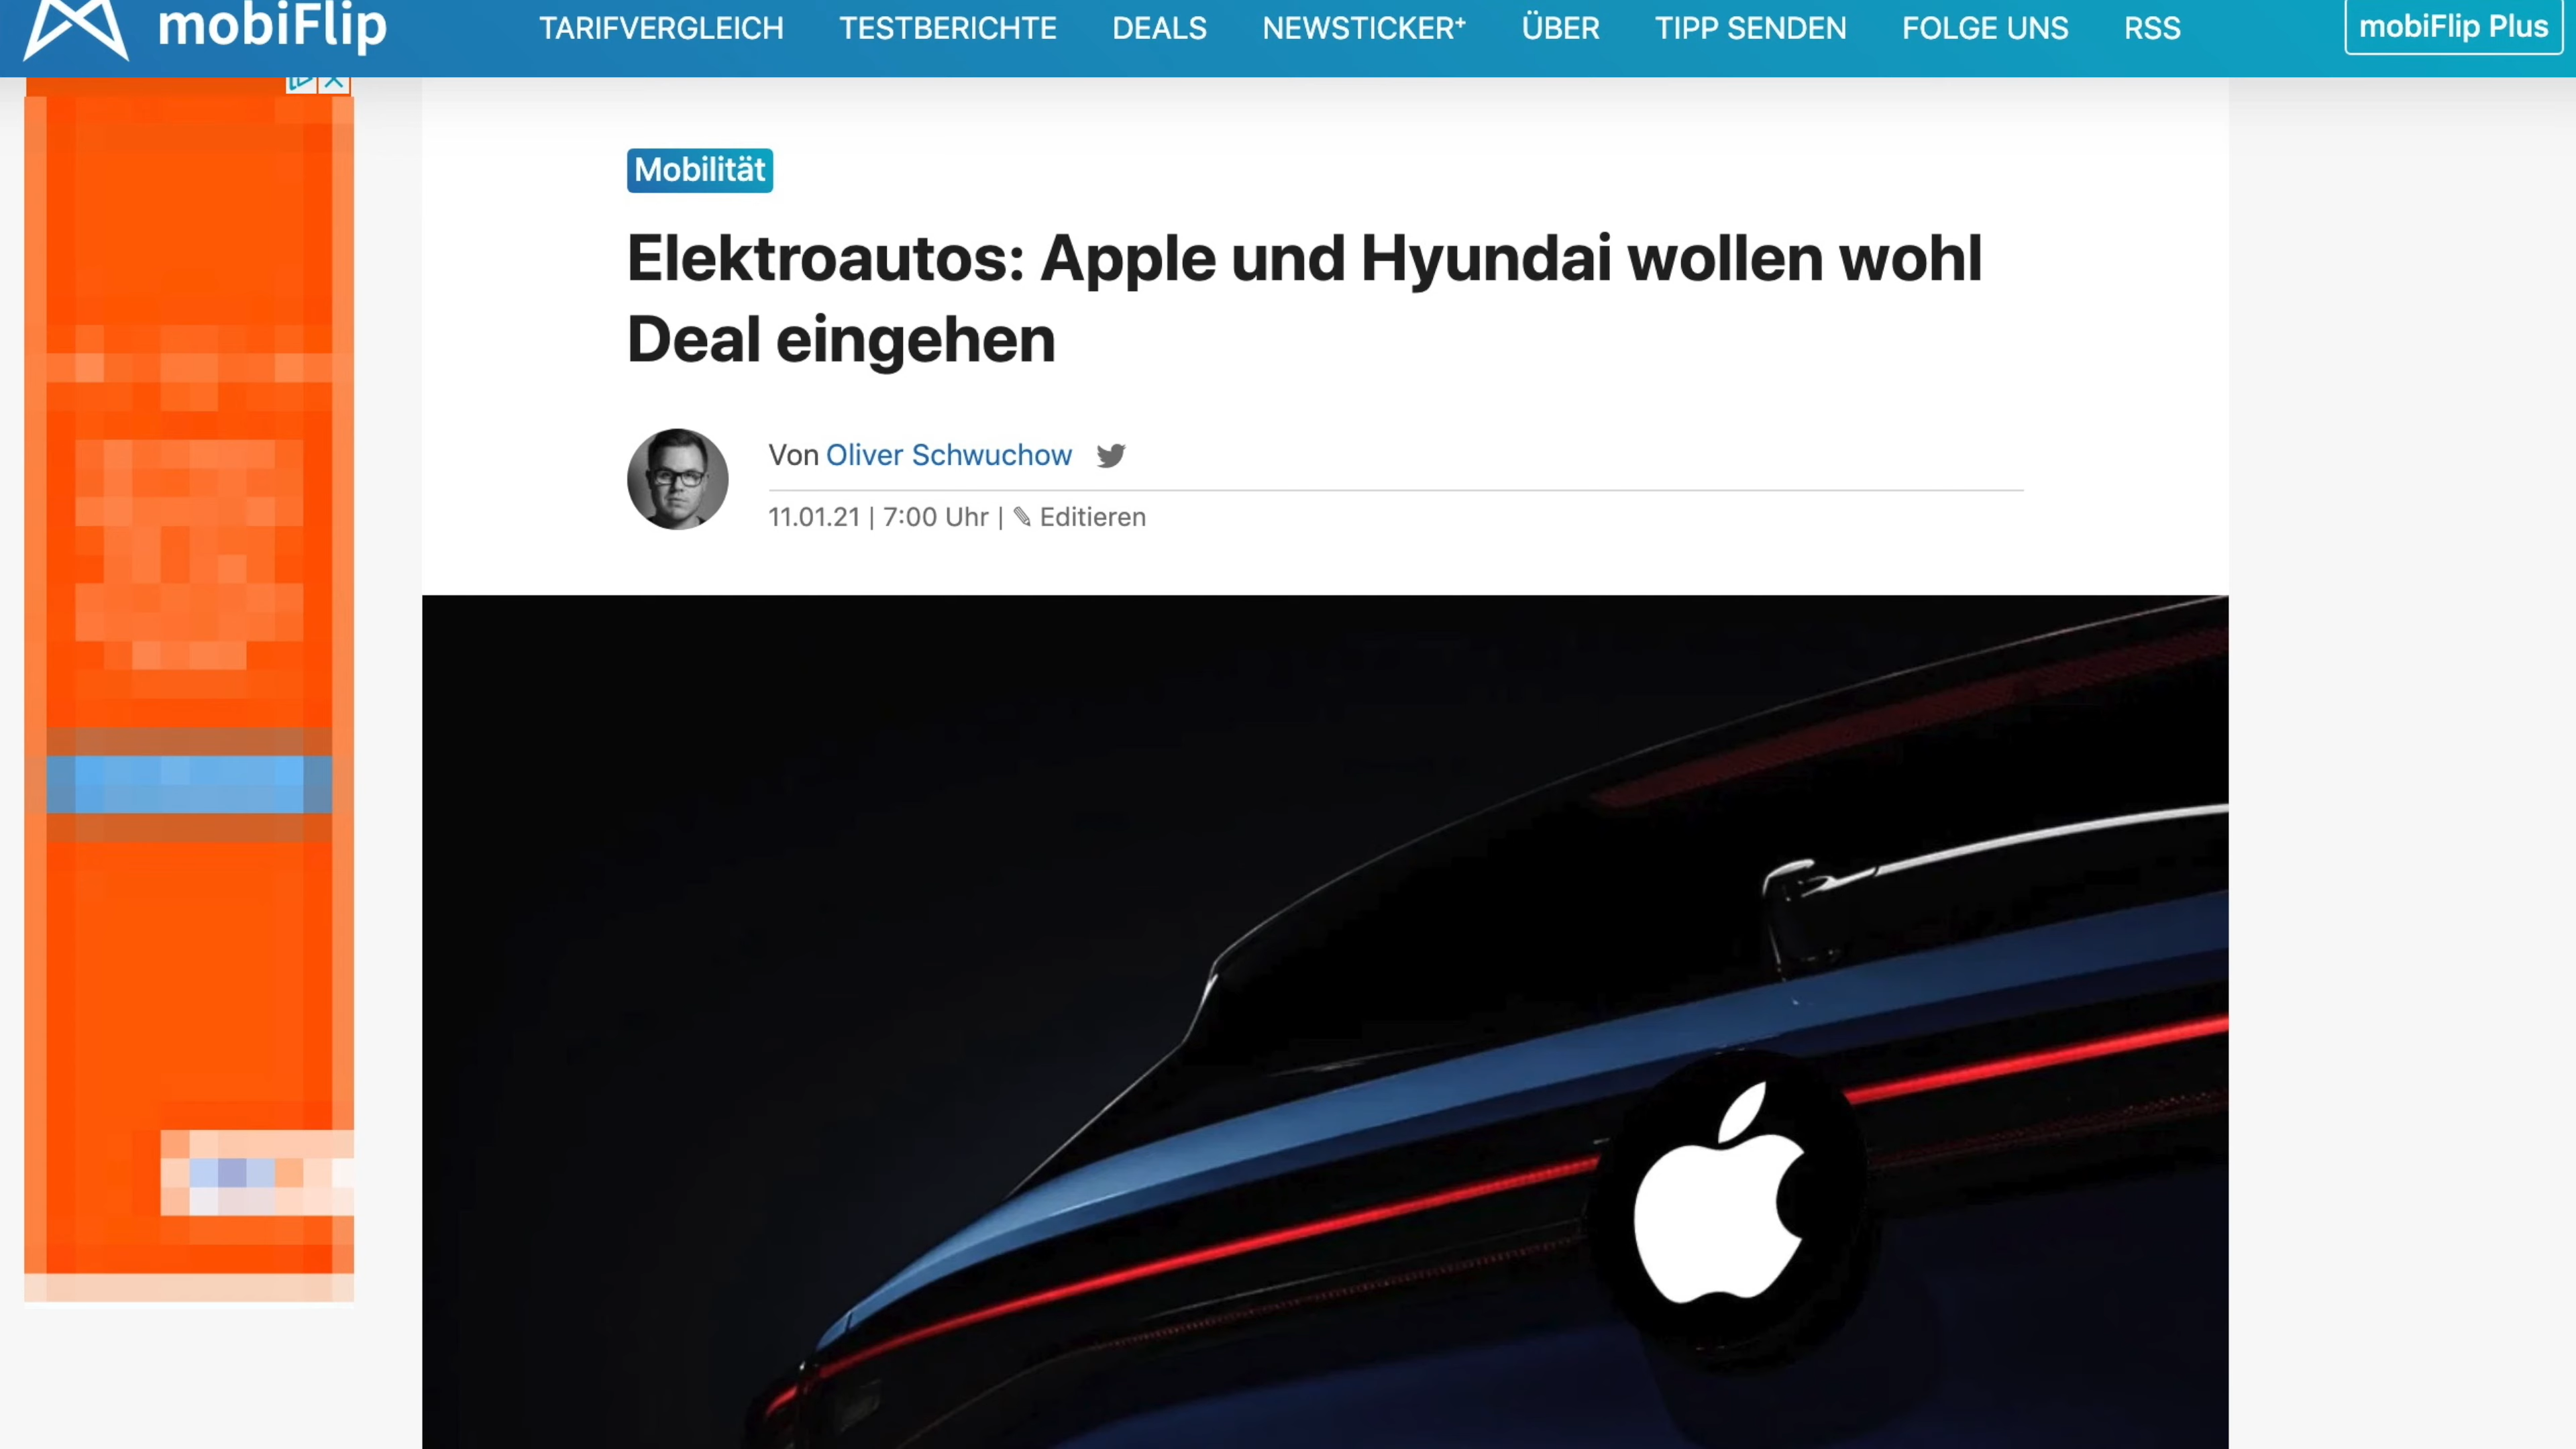 mobiFlip
TARIFVERGLEICH TESTBERICHTE DEALS NEWSTICKER+ ÜBER TIPP SENDEN FOLGE UNS RSS
mobiFlip Plus
Mobilität
Elektroautos: Apple und Hyundai wollen wohl
Deal eingehen
Von Oliver Schwuchow
11.01.21 | 7:00 Uhr | ✎ Editieren